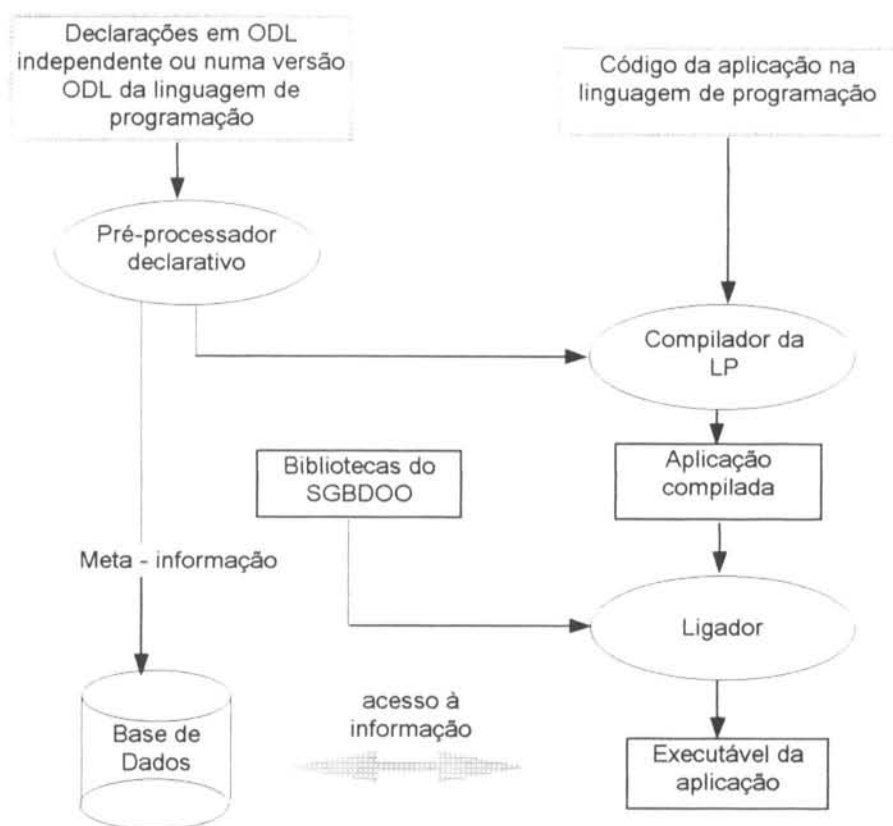 Declarações em ODL
independente ou numa versão
ODL da linguagem de
programação
Código da aplicação na
linguagem de programação
Pré-processador
declarativo
Compilador da
LP
Bibliotecas do
SGBDOO
Aplicação
compilada
Meta - informação
Ligador
acesso à
informação
Base de
Dados
Executável da
aplicação